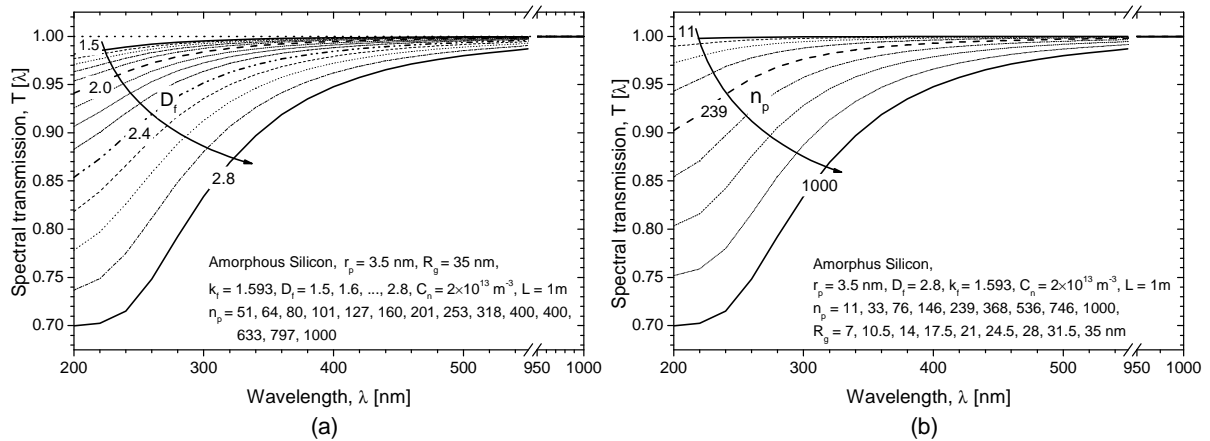 1.00
0.95
0.90
0.85
0.80
0.75
0.70
Spectral transmission, T [λ]
1.5
2.0
D_f
2.4
2.8
Amorphous Silicon, r_p = 3.5 nm, R_g = 35 nm,
k_f = 1.593, D_f = 1.5, 1.6, ..., 2.8, C_n = 2×10^13 m^-3, L = 1m
n_p = 51, 64, 80, 101, 127, 160, 201, 253, 318, 400, 400,
633, 797, 1000
200 300 400 500 950 1000
Wavelength, λ [nm]
(a)
1.00
0.95
0.90
0.85
0.80
0.75
0.70
Spectral transmission, T [λ]
11
239
n_p
1000
Amorphus Silicon,
r_p = 3.5 nm, D_f = 2.8, k_f = 1.593, C_n = 2×10^13 m^-3, L = 1m
n_p = 11, 33, 76, 146, 239, 368, 536, 746, 1000,
R_g = 7, 10.5, 14, 17.5, 21, 24.5, 28, 31.5, 35 nm
200 300 400 500 950 1000
Wavelength, λ [nm]
(b)